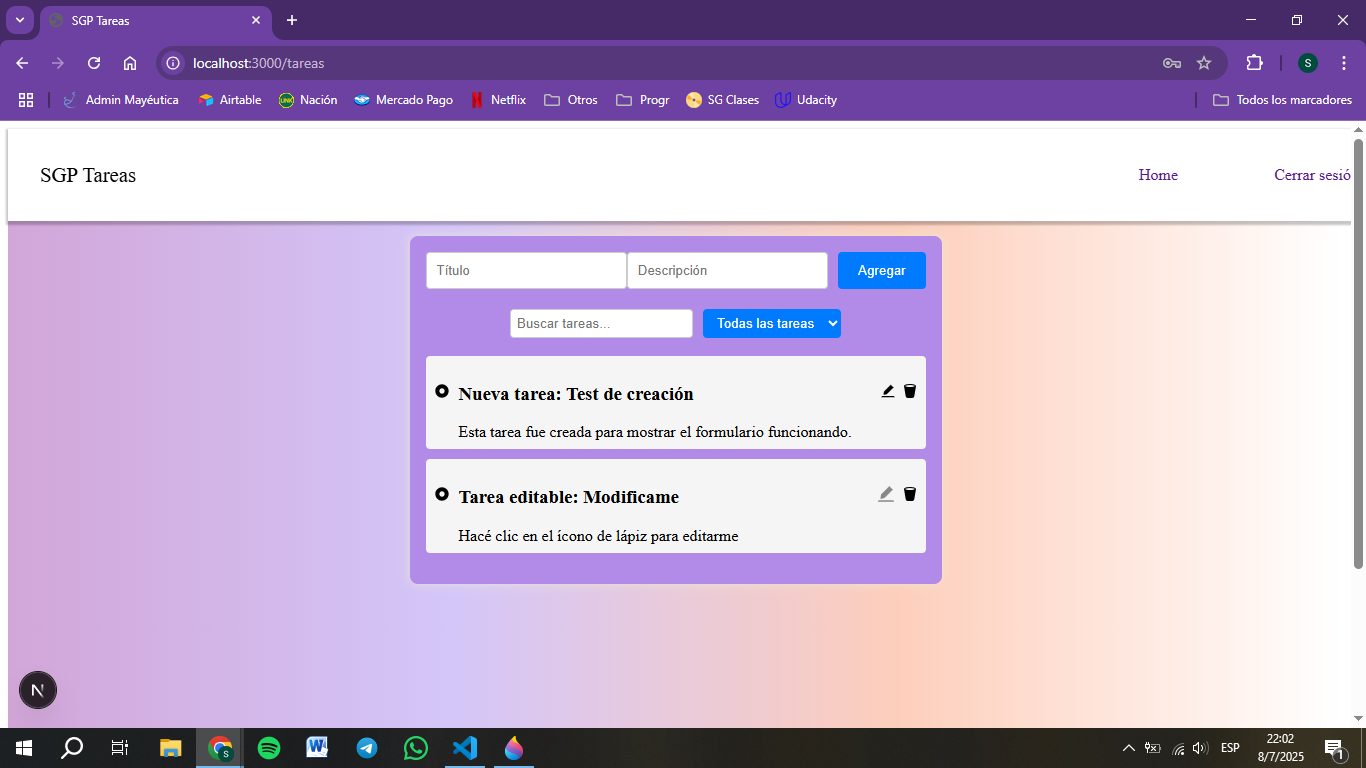 SGP Tareas
localhost:3000/tareas
S
Admin Mayéutica Airtable LINK Nación Mercado Pago Netflix Otros Progr SG Clases Udacity Todos los marcadores
SGP Tareas Home Cerrar sesió
Título Descripción Agregar
Buscar tareas... Todas las tareas
Nueva tarea: Test de creación
Esta tarea fue creada para mostrar el formulario funcionando.
Tarea editable: Modificame
Hacé clic en el ícono de lápiz para editarme
N
S W ESP 22:02
8/7/2025 1